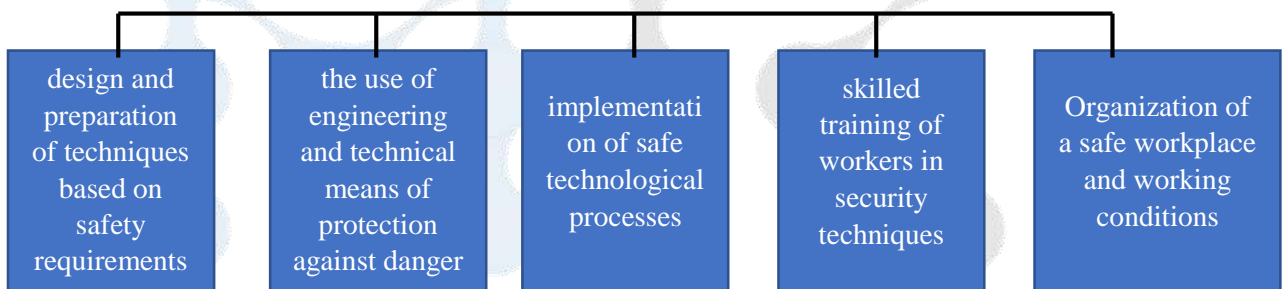 design and
preparation
of techniques
based on
safety
requirements
the use of
engineering
and technical
means of
protection
against danger
implementati
on of safe
technological
processes
skilled
training of
workers in
security
techniques
Organization of
a safe workplace
and working
conditions